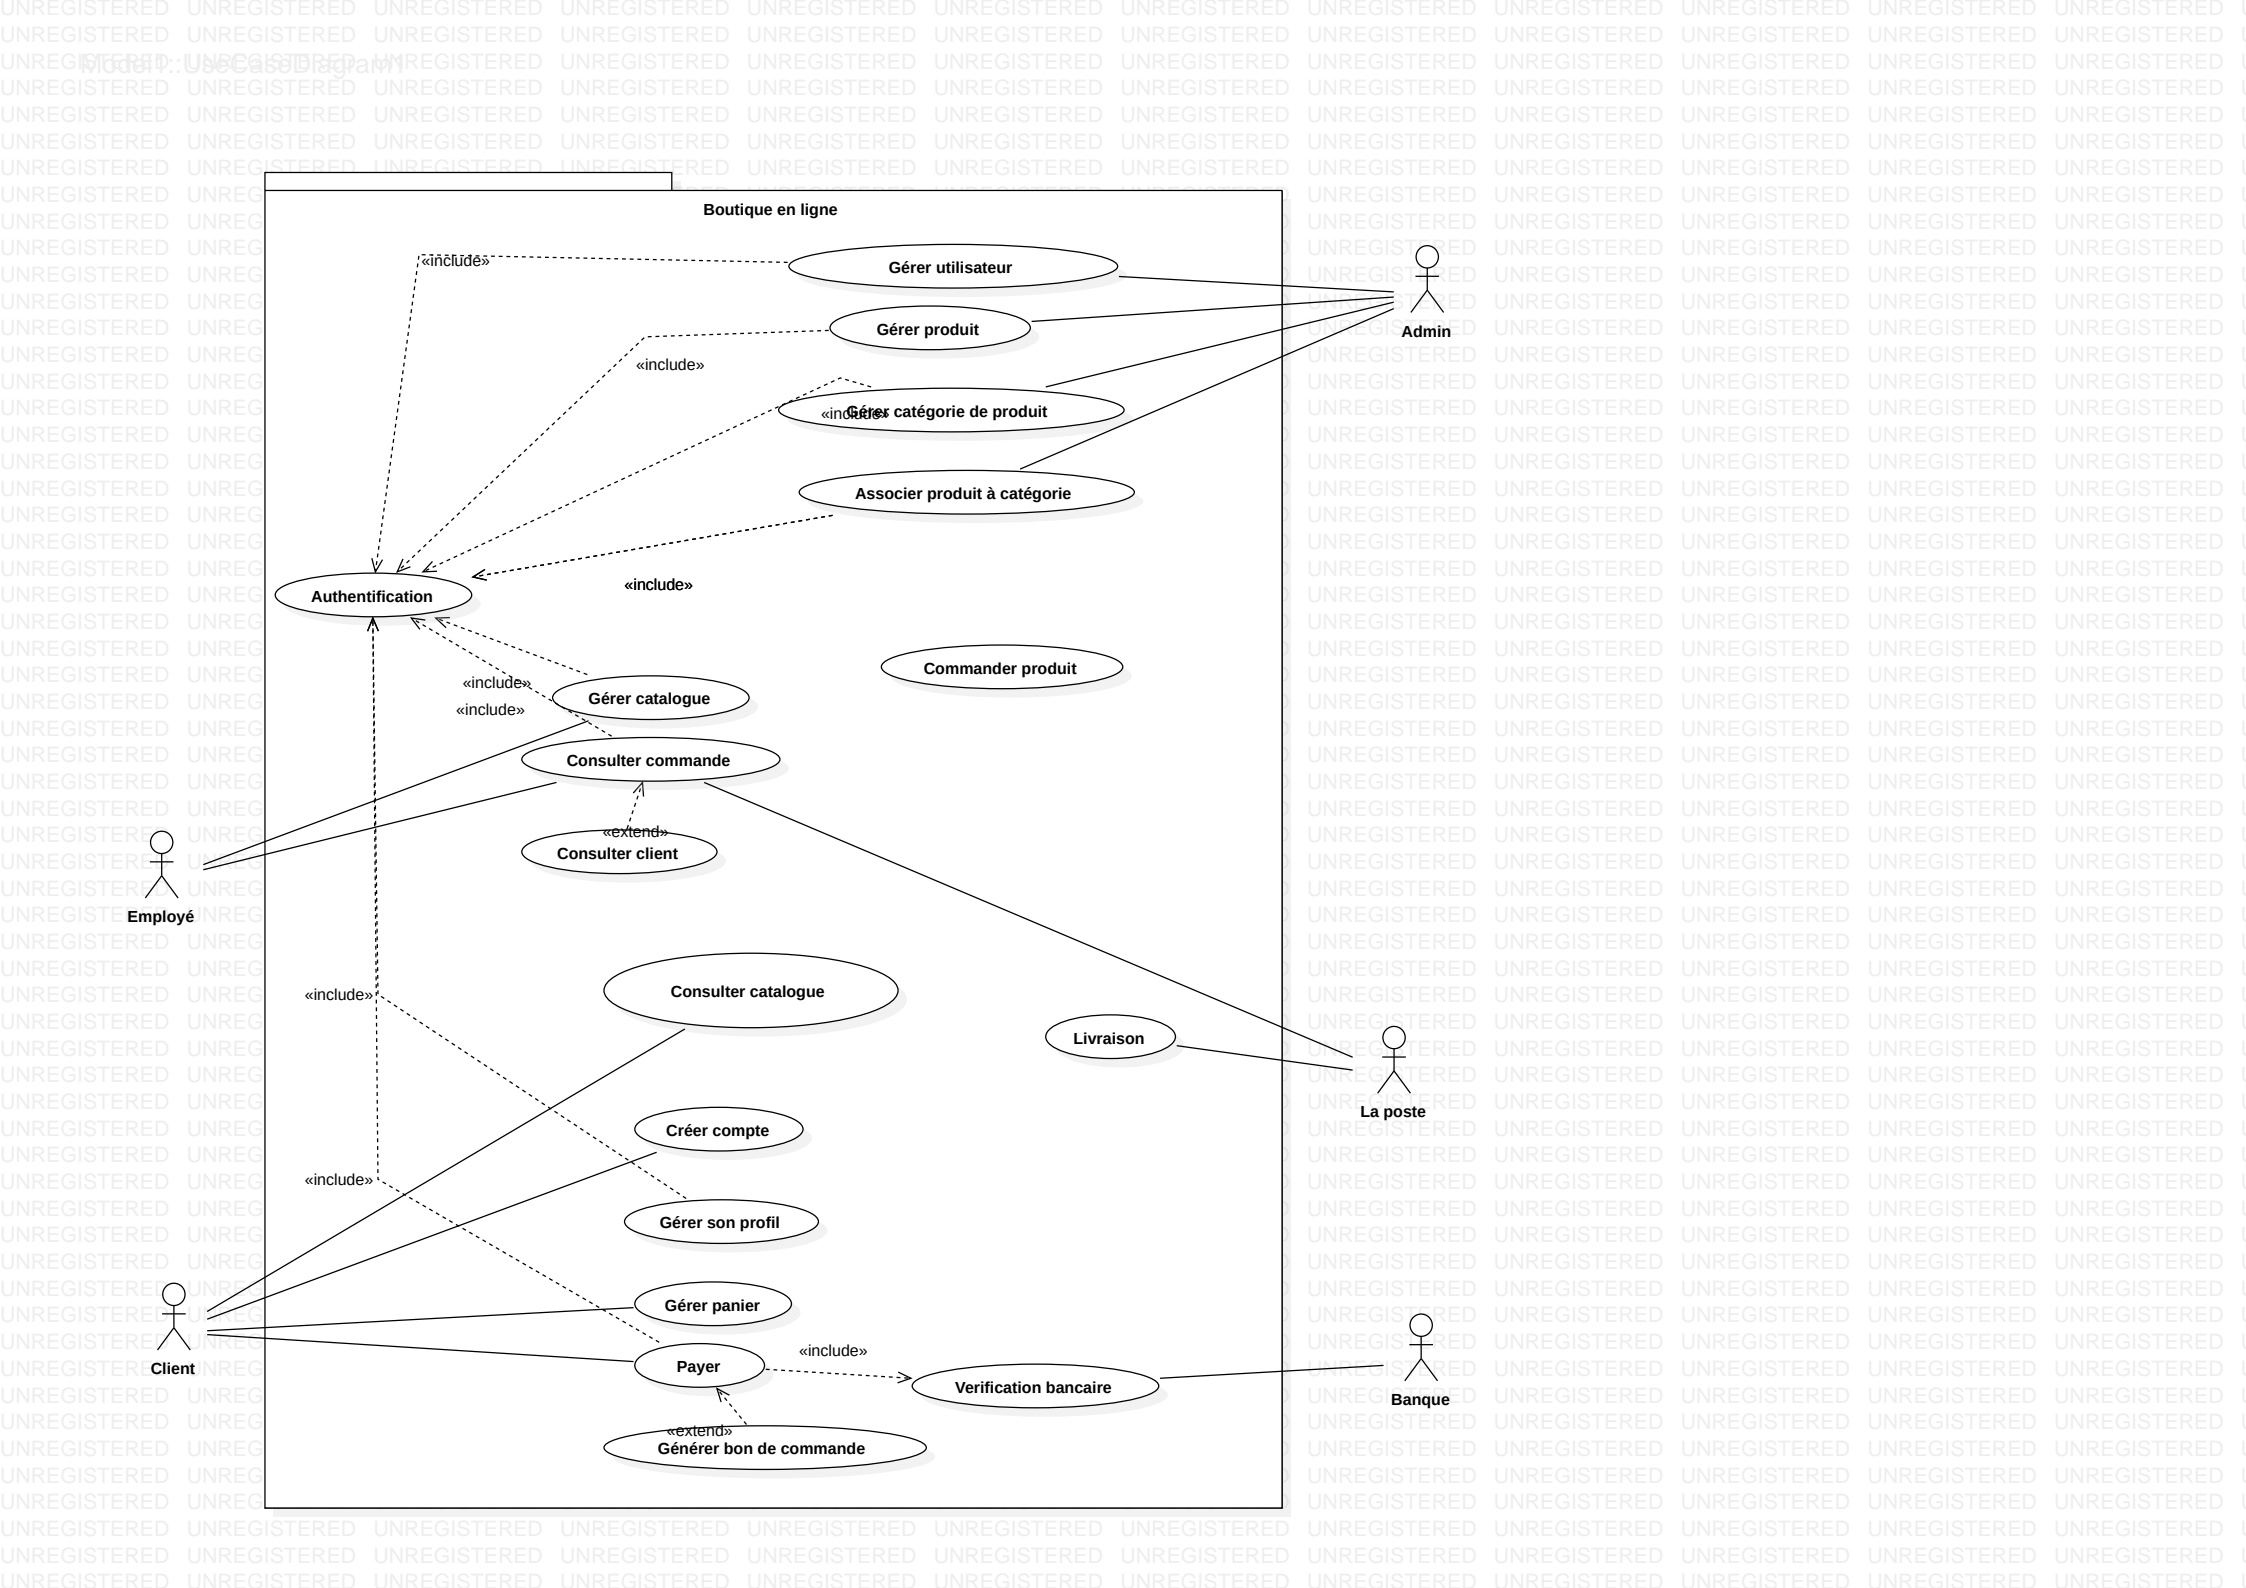 Model1::UseCaseDiagram1
Boutique en ligne
«include»
Gérer utilisateur
Admin
Gérer produit
«include»
Gérer catégorie de produit
«include»
Associer produit à catégorie
«include»
Authentification
Commander produit
«include»
Gérer catalogue
«include»
Consulter commande
«extend»
Consulter client
Employé
Consulter catalogue
«include»
Livraison
La poste
Créer compte
«include»
Gérer son profil
Gérer panier
Client
Payer
«include»
Verification bancaire
Banque
«extend»
Générer bon de commande
UNREGISTERED